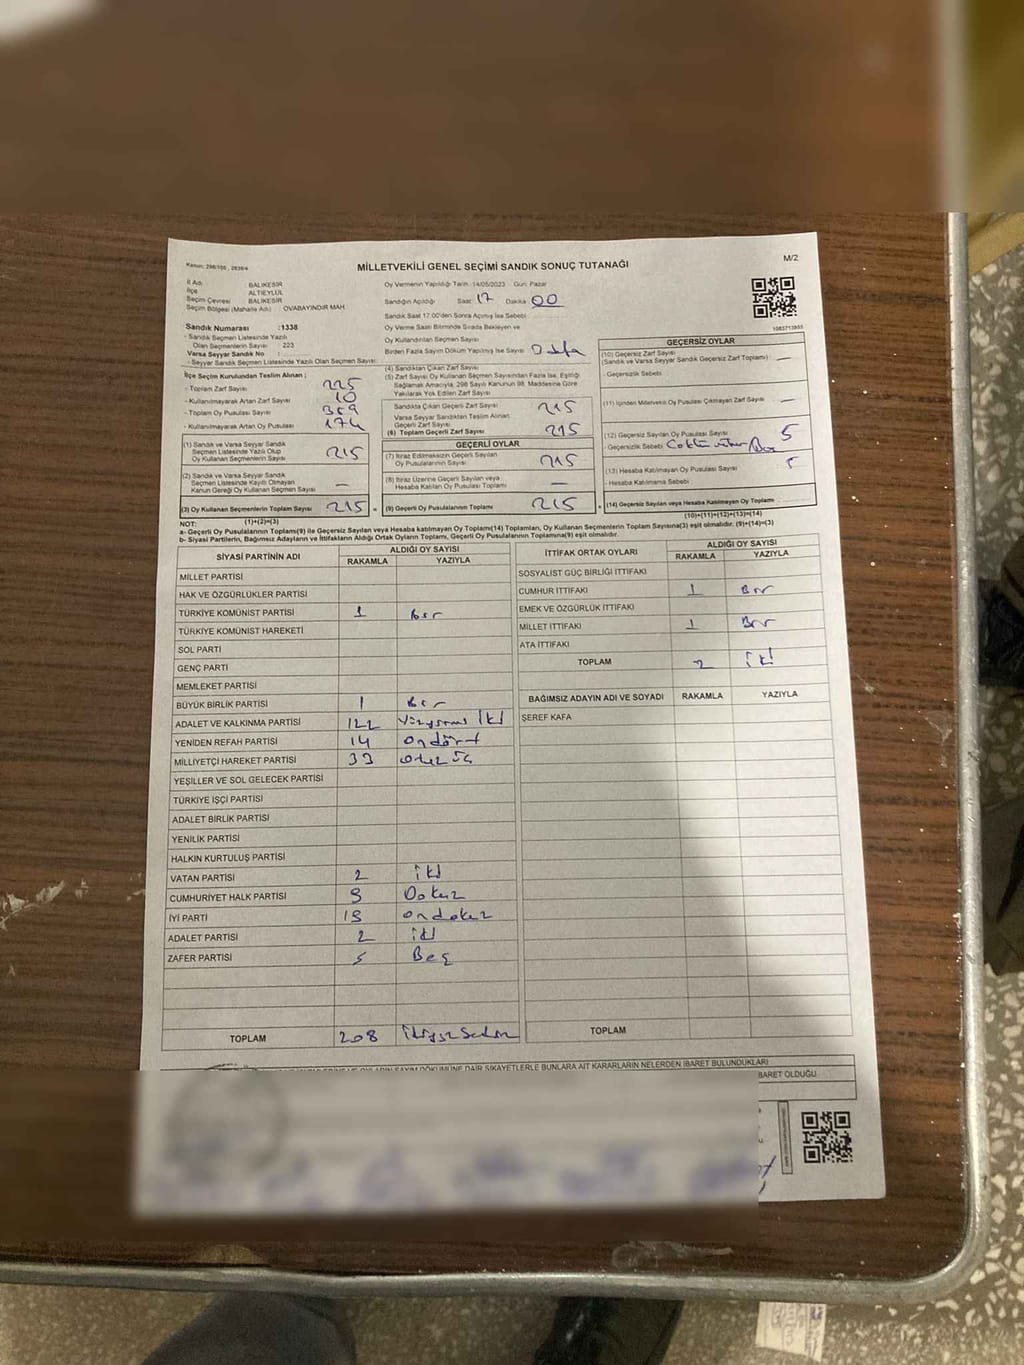 Kanun: 298/105, 2839/4
MİLLETVEKİLİ GENEL SEÇİMİ SANDIK SONUÇ TUTANAĞI
M/2
İl Adı BALIKESİR
İlçe ALTIEYLÜL
Seçim Çevresi BALIKESİR
Seçim Bölgesi (Mahalle Adı) OVABAYINDIR MAH.
Sandık Numarası :1338
- Sandık Seçmen Listesinde Yazılı
Olan Seçmenlerin Sayısı 223
Varsa Seyyar Sandık No
- Seyyar Sandık Seçmen Listesinde Yazılı Olan Seçmen Sayısı:
Oy Vermenin Yapıldığı Tarih :14/05/2023 Gün: Pazar
Sandığın Açıldığı Saat: 17 Dakika 00
Sandık Saat 17.00'den Sonra Açılmış İse Sebebi
Oy Verme Saati Bitiminde Sırada Bekleyen ve
Oy Kullandırılan Seçmen Sayısı
Birden Fazla Sayım Döküm Yapılmış İse Sayısı
1083713855
İlçe Seçim Kurulundan Teslim Alınan ;
- Toplam Zarf Sayısı 225
- Kullanılmayarak Artan Zarf Sayısı 10
- Toplam Oy Pusulası Sayısı
- Kullanılmayarak Artan Oy Pusulası 174
(1) Sandık ve Varsa Seyyar Sandık
Seçmen Listesinde Yazılı Olup
Oy Kullanan Seçmenlerin Sayısı 215
(2) Sandık ve Varsa Seyyar Sandık
Seçmen Listesinde Kayıtlı Olmayan
Kanun Gereği Oy Kullanan Seçmen Sayısı —
(3) Oy Kullanan Seçmenlerin Toplam Sayısı 215 =
(1)+(2)=(3)
(4) Sandıktan Çıkan Zarf Sayısı
(5) Zarf Sayısı Oy Kullanan Seçmen Sayısından Fazla İse, Eşitliği
Sağlamak Amacıyla, 298 Sayılı Kanunun 98. Maddesine Göre
Yakılarak Yok Edilen Zarf Sayısı
Sandıkta Çıkan Geçerli Zarf Sayısı 215
Varsa Seyyar Sandıktan Teslim Alınan
Geçerli Zarf Sayısı
(6) Toplam Geçerli Zarf Sayısı 215
GEÇERLİ OYLAR
(7) İtiraz Edilmeksizin Geçerli Sayılan
Oy Pusulalarının Sayısı 215
(8) İtiraz Üzerine Geçerli Sayılan veya
Hesaba Katılan Oy Pusulası Toplamı —
(9) Geçerli Oy Pusulalarının Toplamı 215
GEÇERSİZ OYLAR
(10) Geçersiz Zarf Sayısı
(Sandık ve Varsa Seyyar Sandık Geçersiz Zarf Toplamı) —
- Geçersizlik Sebebi
(11) İçinden Milletvekili Oy Pusulası Çıkmayan Zarf Sayısı —
(12) Geçersiz Sayılan Oy Pusulası Sayısı 5
- Geçersizlik Sebebi
(13) Hesaba Katılmayan Oy Pusulası Sayısı
- Hesaba Katılmama Sebebi
+ (14) Geçersiz Sayılan veya Hesaba Katılmayan Oy Toplamı
(10)+(11)+(12)+(13)=(14)
NOT:
a- Geçerli Oy Pusulalarının Toplamı(9) ile Geçersiz Sayılan veya Hesaba katılmayan Oy Toplam(14) Toplamları, Oy Kullanan Seçmenlerin Toplam Sayısına(3) eşit olmalıdır. (9)+(14)=(3)
b- Siyasi Partilerin, Bağımsız Adayların ve İttifakların Aldığı Ortak Oyların Toplamı, Geçerli Oy Pusulalarının Toplamına(9) eşit olmalıdır.
SİYASİ PARTİNİN ADI ALDIĞI OY SAYISI
RAKAMLA YAZIYLA
MİLLET PARTİSİ
HAK VE ÖZGÜRLÜKLER PARTİSİ
TÜRKİYE KOMÜNİST PARTİSİ 1 Bir
TÜRKİYE KOMÜNİST HAREKETİ
SOL PARTİ
GENÇ PARTİ
MEMLEKET PARTİSİ
BÜYÜK BİRLİK PARTİSİ 1 Bir
ADALET VE KALKINMA PARTİSİ 122 Yüzyirmi iki
YENİDEN REFAH PARTİSİ 14 ondört
MİLLİYETÇİ HAREKET PARTİSİ 33 otuz üç
YEŞİLLER VE SOL GELECEK PARTİSİ
TÜRKİYE İŞÇİ PARTİSİ
ADALET BİRLİK PARTİSİ
YENİLİK PARTİSİ
HALKIN KURTULUŞ PARTİSİ
VATAN PARTİSİ 2 iki
CUMHURİYET HALK PARTİSİ 9 Dokuz
İYİ PARTİ 19 ondokuz
ADALET PARTİSİ 2 iki
ZAFER PARTİSİ 5 Beş
TOPLAM 208 ikiyüzsekiz
İTTİFAK ORTAK OYLARI ALDIĞI OY SAYISI
RAKAMLA YAZIYLA
SOSYALİST GÜÇ BİRLİĞİ İTTİFAKI
CUMHUR İTTİFAKI 1 Bir
EMEK VE ÖZGÜRLÜK İTTİFAKI
MİLLET İTTİFAKI 1 Bir
ATA İTTİFAKI
TOPLAM 2 iki
BAĞIMSIZ ADAYIN ADI VE SOYADI RAKAMLA YAZIYLA
ŞEREF KAFA
TOPLAM
DÖKÜMÜNE DAİR ŞİKAYETLERLE BUNLARA AİT KARARLARIN NELERDEN İBARET BULUNDUKLARI
BARET OLDUĞU